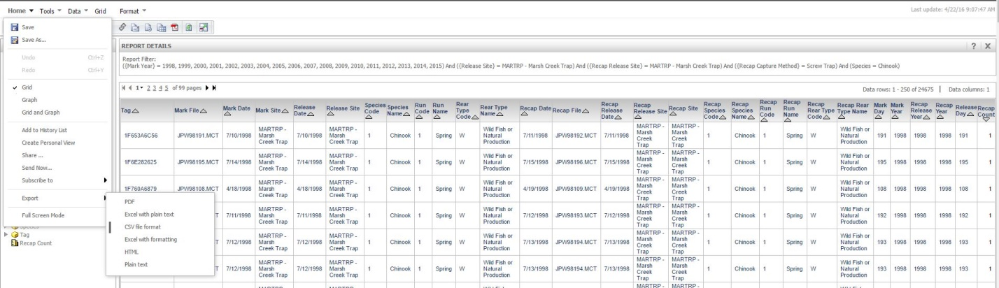 Home Tools Data Grid Format
Last update: 4/22/16 9:07:47 AM
Save
Save As...
Undo Ctrl+Z
Redo Ctrl+Y
Grid
Graph
Grid and Graph
Add to History List
Create Personal View
Share ...
Send Now...
Subscribe to
Export
Full Screen Mode
PDF
Excel with plain text
CSV file format
Excel with formatting
HTML
Plain text
Tag
Recap Count
REPORT DETAILS ? X
Report Filter:
({Mark Year} = 1998, 1999, 2000, 2001, 2002, 2003, 2004, 2005, 2006, 2007, 2008, 2009, 2010, 2011, 2012, 2013, 2014, 2015) And ({Release Site} = MARTRP - Marsh Creek Trap) And ({Recap Release Site} = MARTRP - Marsh Creek Trap) And ({Recap Capture Method} = Screw Trap) And (Species = Chinook)
1 2 3 4 5 of 99 pages
Data rows: 1 - 250 of 24675 | Data columns: 1
Tag Mark File Mark Date Mark Site Release Date Release Site Species Code Species Name Run Code Run Name Rear Type Code Rear Type Name Recap Date Recap File Recap Release Date Recap Release Site Recap Site Recap Species Code Recap Species Name Recap Run Code Recap Run Name Recap Rear Type Code Recap Rear Type Name Mark Day Mark Year Recap Release Year Recap Year Release Day Recap Count
1F653A6C56 JPW98191.MCT 7/10/1998 MARTRP - Marsh Creek Trap 7/10/1998 MARTRP - Marsh Creek Trap 1 Chinook 1 Spring W Wild Fish or Natural Production 7/11/1998 JPW98192.MCT 7/11/1998 MARTRP - Marsh Creek Trap MARTRP - Marsh Creek Trap 1 Chinook 1 Spring W Wild Fish or Natural Production 191 1998 1998 1998 191 1
1F6E282625 JPW98195.MCT 7/14/1998 MARTRP - Marsh Creek Trap 7/14/1998 MARTRP - Marsh Creek Trap 1 Chinook 1 Spring W Wild Fish or Natural Production 7/15/1998 JPW98196.MCT 7/15/1998 MARTRP - Marsh Creek Trap MARTRP - Marsh Creek Trap 1 Chinook 1 Spring W Wild Fish or Natural Production 195 1998 1998 1998 195 1
1F760A6879 JPW98108.MCT 4/18/1998 MARTRP - Marsh Creek Trap 4/18/1998 MARTRP - Marsh Creek Trap 1 Chinook 1 Spring W Wild Fish or Natural Production 4/19/1998 JPW98109.MCT 4/19/1998 MARTRP - Marsh Creek Trap MARTRP - Marsh Creek Trap 1 Chinook 1 Spring W Wild Fish or Natural Production 108 1998 1998 1998 108 1
T 7/11/1998 MARTRP - Marsh Creek Trap 7/11/1998 MARTRP - Marsh Creek Trap 1 Chinook 1 Spring W Wild Fish or Natural Production 7/12/1998 JPW98193.MCT 7/12/1998 MARTRP - Marsh Creek Trap MARTRP - Marsh Creek Trap 1 Chinook 1 Spring W Wild Fish or Natural Production 192 1998 1998 1998 192 1
T 7/12/1998 MARTRP - Marsh Creek Trap 7/12/1998 MARTRP - Marsh Creek Trap 1 Chinook 1 Spring W Wild Fish or Natural Production 7/13/1998 JPW98194.MCT 7/13/1998 MARTRP - Marsh Creek Trap MARTRP - Marsh Creek Trap 1 Chinook 1 Spring W Wild Fish or Natural Production 193 1998 1998 1998 193 1
T 7/12/1998 MARTRP - Marsh Creek Trap 7/12/1998 MARTRP - Marsh Creek Trap 1 Chinook 1 Spring W Wild Fish or Natural Production 7/13/1998 JPW98194.MCT 7/13/1998 MARTRP - Marsh Creek Trap MARTRP - Marsh Creek Trap 1 Chinook 1 Spring W Wild Fish or Natural Production 193 1998 1998 1998 193 1
MARTRP - MARTRP -